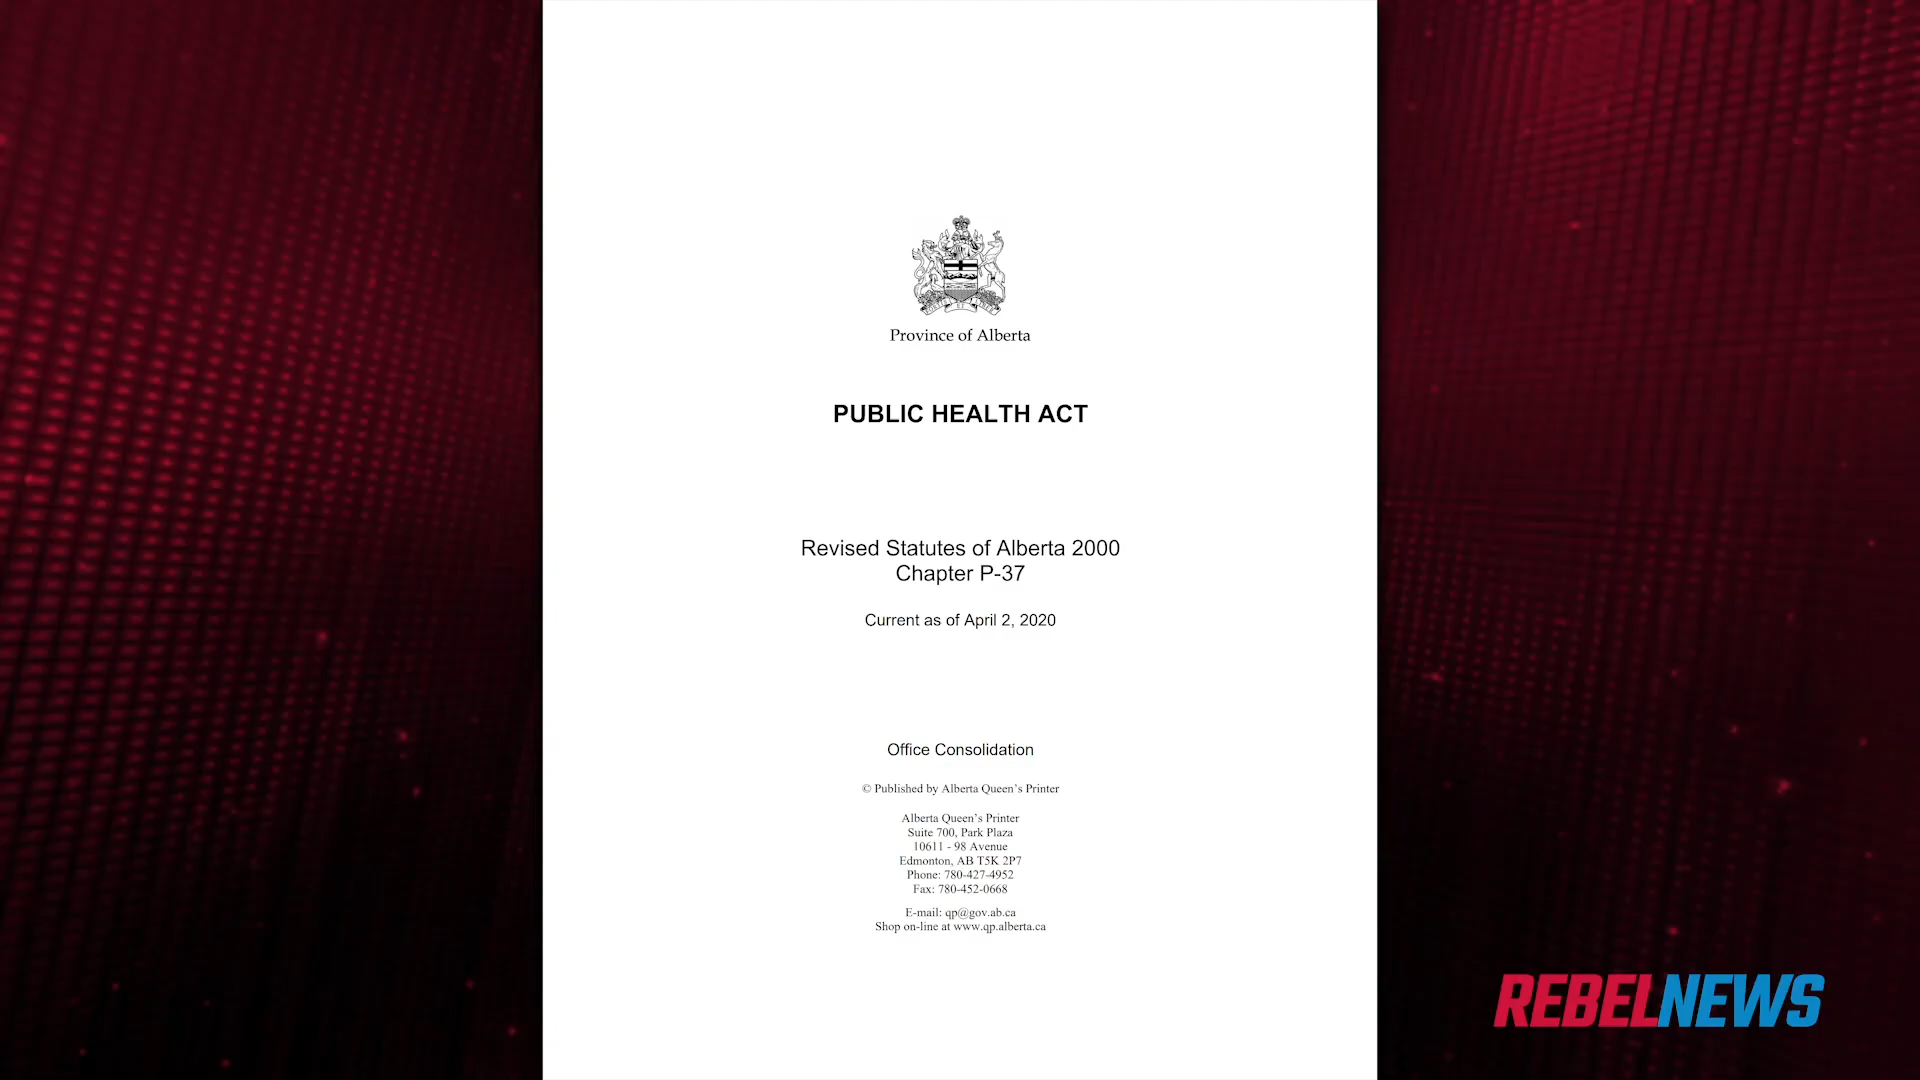 Province of Alberta
PUBLIC HEALTH ACT
Revised Statutes of Alberta 2000
Chapter P-37
Current as of April 2, 2020
Office Consolidation
© Published by Alberta Queen's Printer
Alberta Queen's Printer
Suite 700, Park Plaza
10611 - 98 Avenue
Edmonton, AB T5K 2P7
Phone: 780-427-4952
Fax: 780-452-0668
E-mail: qp@gov.ab.ca
Shop on-line at www.qp.alberta.ca
REBELNEWS